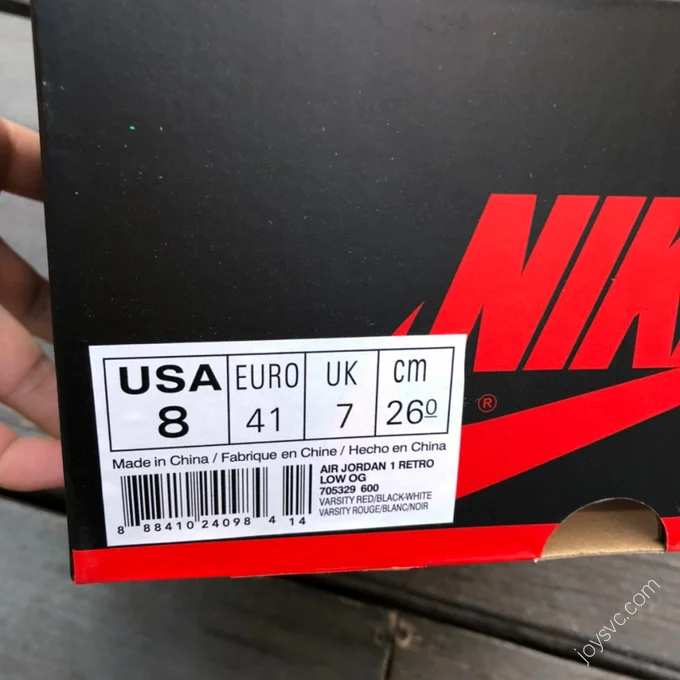 NIK
®
USA EURO UK cm
8 41 7 26⁰
Made in China / Fabrique en Chine / Hecho en China
AIR JORDAN 1 RETRO
LOW OG
705329 600
VARSITY RED/BLACK-WHITE
VARSITY ROUGE/BLANC/NOIR
8 88410 24098 4 14
joysvc.com